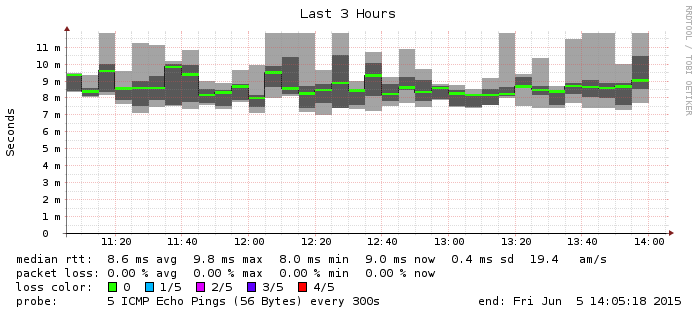 Last 3 Hours
RRDTOOL / TOBI OETIKER
Seconds
11 m
10 m
9 m
8 m
7 m
6 m
5 m
4 m
3 m
2 m
1 m
0
11:20 11:40 12:00 12:20 12:40 13:00 13:20 13:40 14:00
median rtt: 8.6 ms avg 9.8 ms max 8.0 ms min 9.0 ms now 0.4 ms sd 19.4 am/s
packet loss: 0.00 % avg 0.00 % max 0.00 % min 0.00 % now
loss color: 0 1/5 2/5 3/5 4/5
probe: 5 ICMP Echo Pings (56 Bytes) every 300s end: Fri Jun 5 14:05:18 2015